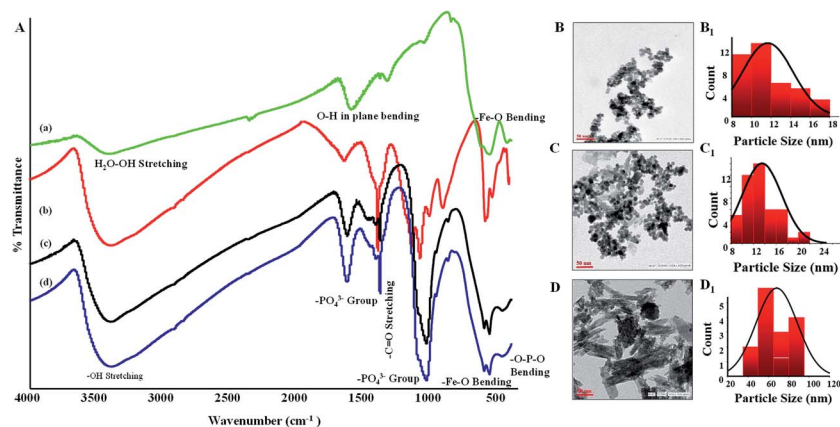 A
(a)
(b)
(c)
(d)
O-H in plane bending
-Fe-O Bending
H₂O-OH Stretching
-PO₄³⁻ Group
-C=O Stretching
-OH Stretching
-PO₄³⁻ Group
-Fe-O Bending
-O-P-O
Bending
% Transmittance
4000 3500 3000 2500 2000 1500 1000 500
Wavenumber (cm⁻¹)
B
50 nm
B₁
Count
12
8
4
0
8 10 12 14 16 18
Particle Size (nm)
C
50 nm
C₁
Count
12
8
4
0
8 12 16 20 24
Particle Size (nm)
D
D₁
Count
5
4
3
2
1
0
20 40 60 80 100 120
Particle Size (nm)